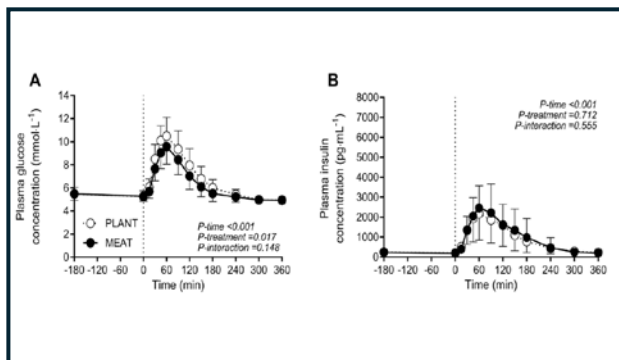 A
Plasma glucose
concentration (mmol·L⁻¹)
14
12
10
8
6
4
2
0
PLANT
MEAT
P-time <0.001
P-treatment =0.017
P-interaction =0.148
-180 -120 -60 0 60 120 180 240 300 360
Time (min)
B
Plasma insulin
concentration (pg·mL⁻¹)
8000
7000
6000
5000
4000
3000
2000
1000
0
P-time <0.001
P-treatment =0.712
P-interaction =0.555
-180 -120 -60 0 60 120 180 240 300 360
Time (min)